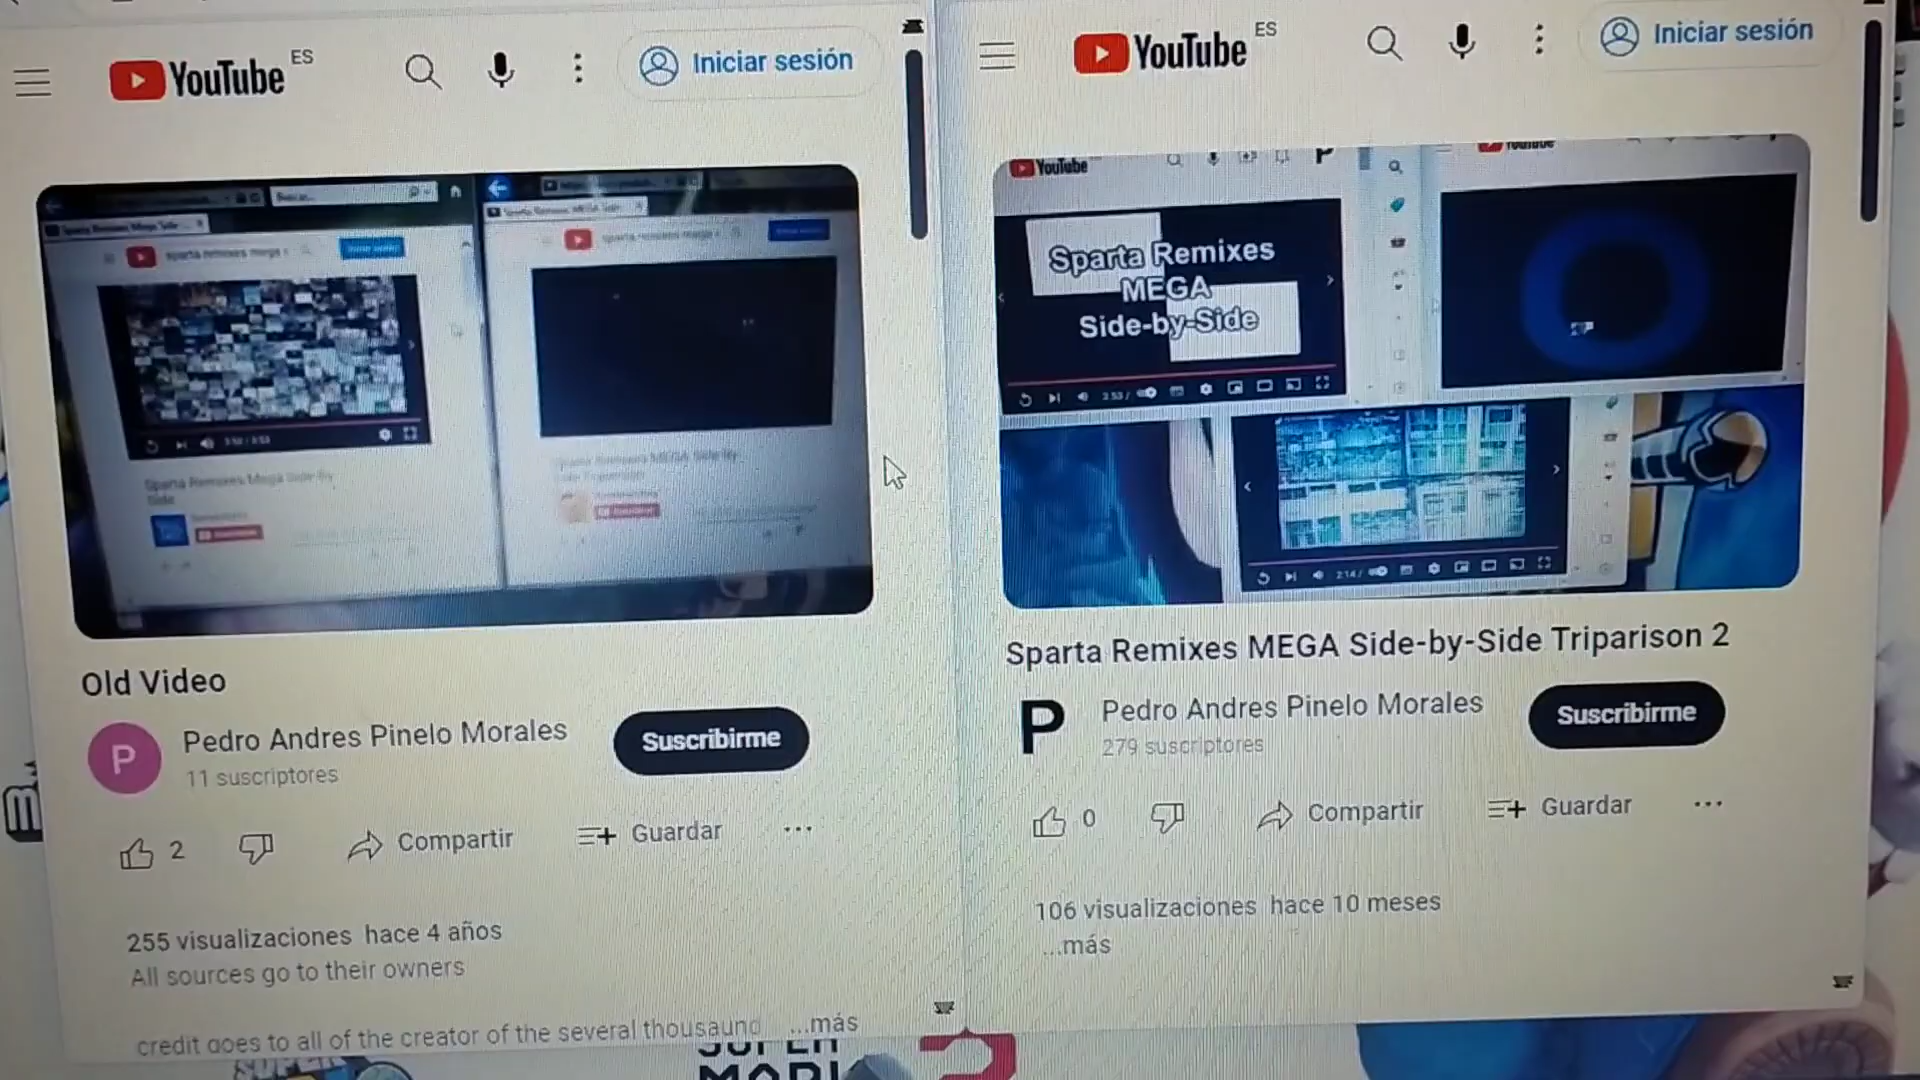 YouTube ES
Iniciar sesión
Old Video
Pedro Andres Pinelo Morales
11 suscriptores
Suscribirme
2
Compartir
Guardar
255 visualizaciones hace 4 años
All sources go to their owners
credit goes to all of the creator of the several thousaund ...más
YouTube ES
Iniciar sesión
YouTube
Sparta Remixes
MEGA
Side-by-Side
Sparta Remixes MEGA Side-by-Side Triparison 2
P
Pedro Andres Pinelo Morales
279 suscriptores
Suscribirme
0
Compartir
Guardar
106 visualizaciones hace 10 meses
...más